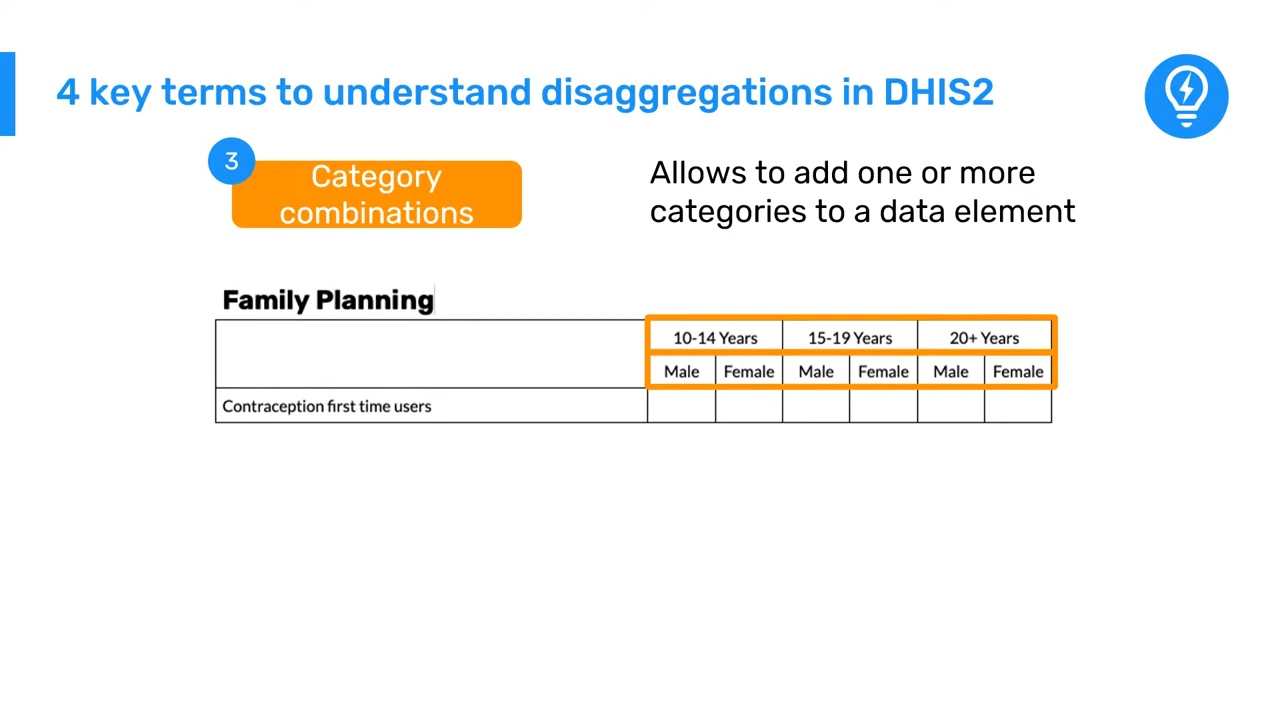 4 key terms to understand disaggregations in DHIS2
3
Category
combinations
Allows to add one or more
categories to a data element
Family Planning
10-14 Years 15-19 Years 20+ Years
Male Female Male Female Male Female
Contraception first time users